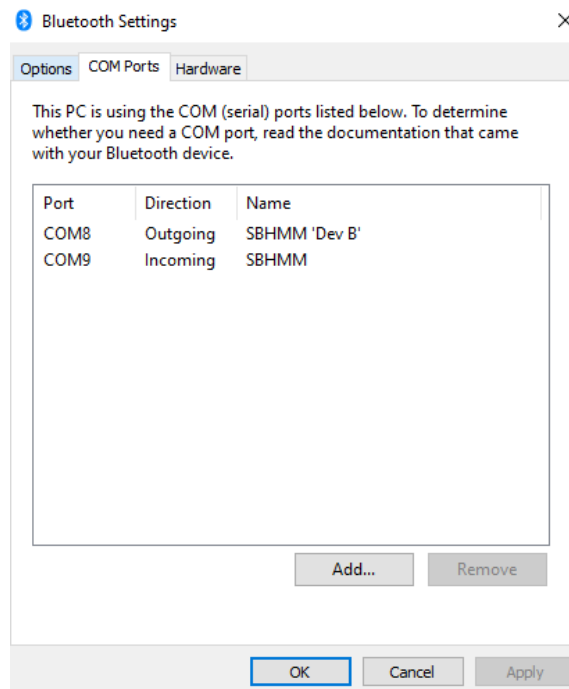 Bluetooth Settings
Options COM Ports Hardware
This PC is using the COM (serial) ports listed below. To determine
whether you need a COM port, read the documentation that came
with your Bluetooth device.
Port Direction Name
COM8 Outgoing SBHMM 'Dev B'
COM9 Incoming SBHMM
Add... Remove
OK Cancel Apply